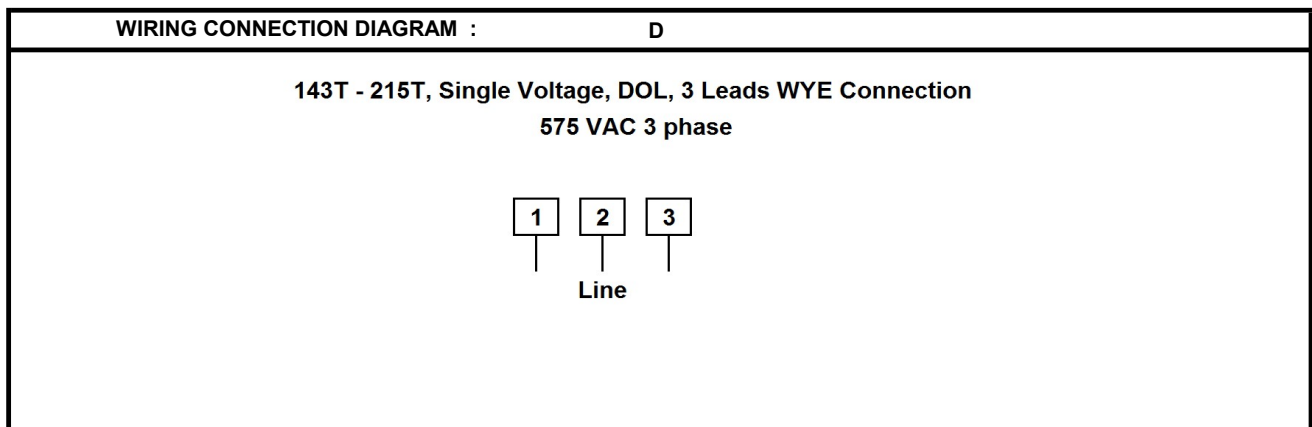 WIRING CONNECTION DIAGRAM : D
143T - 215T, Single Voltage, DOL, 3 Leads WYE Connection
575 VAC 3 phase
1 2 3
Line